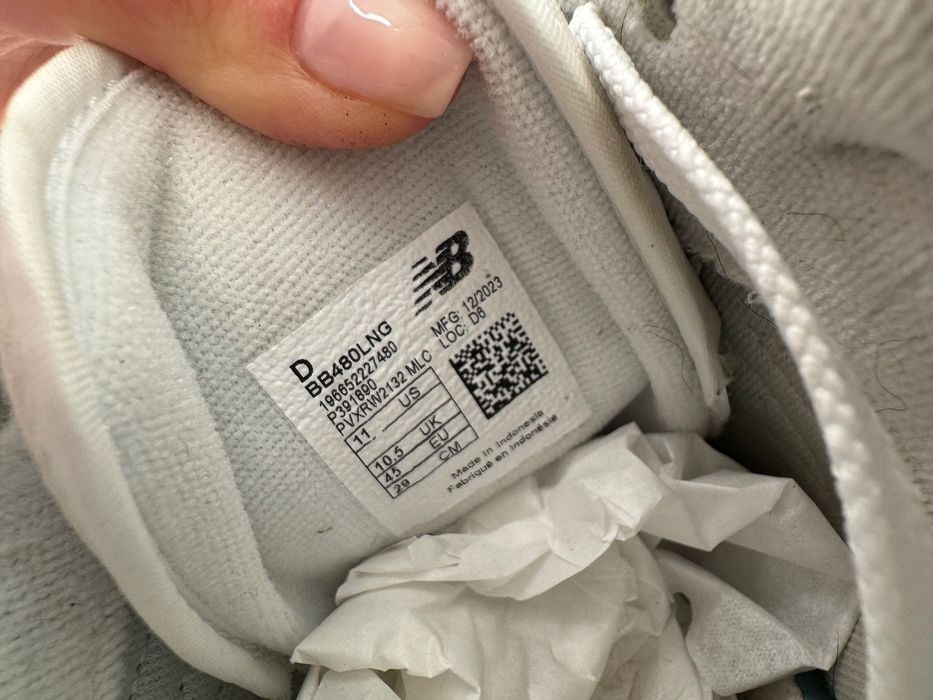 NB
D
BB480LNG
196652227480
P391890
PVXRW2132 MLC
MFG: 12/2023
LOC: D6
11 US
10.5 UK
45 EU
29 CM
Made in Indonesia
Fabriqué en Indonésie